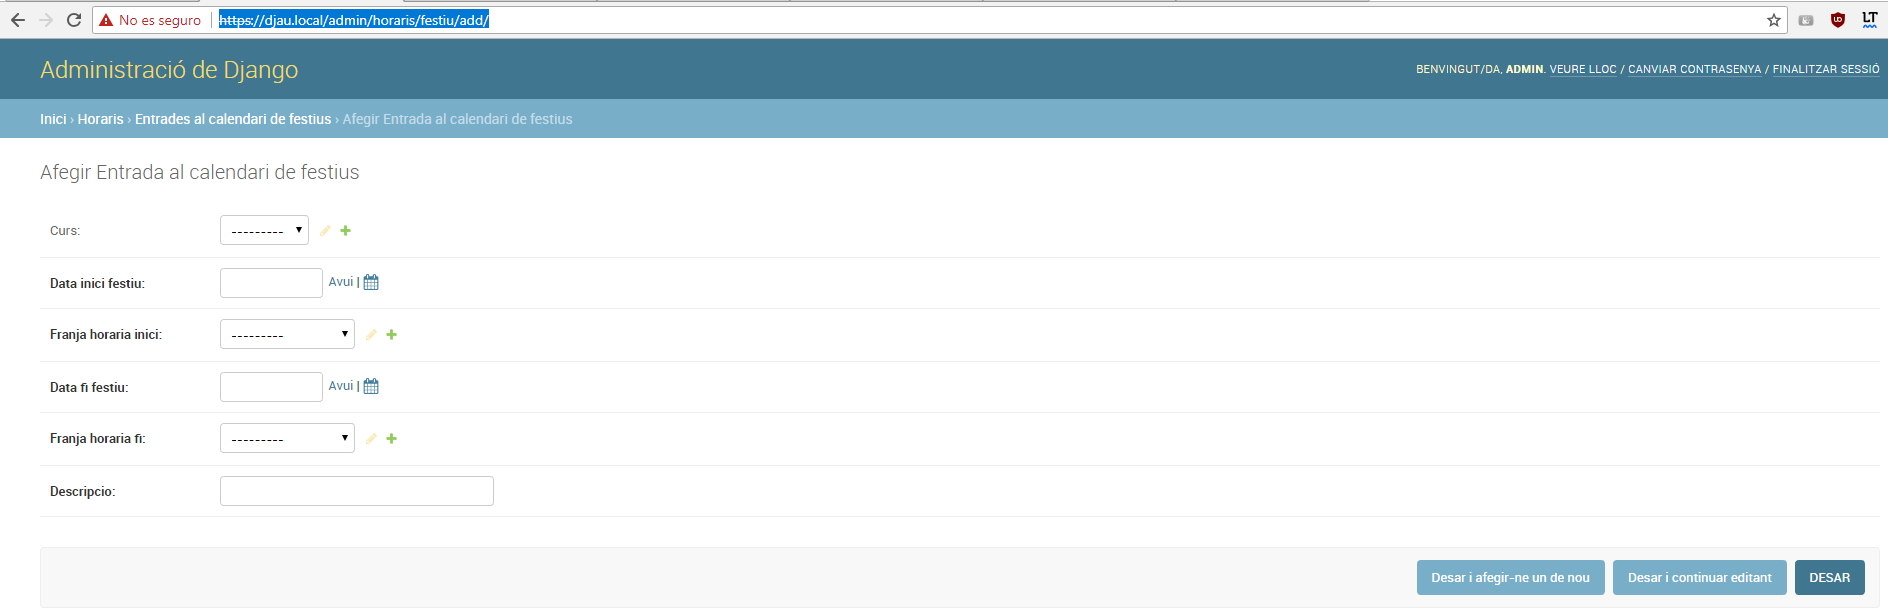 No es seguro https://djau.local/admin/horaris/festiu/add/
Administració de Django
BENVINGUT/DA, ADMIN. VEURE LLOC / CANVIAR CONTRASENYA / FINALITZAR SESSIÓ
Inici › Horaris › Entrades al calendari de festius › Afegir Entrada al calendari de festius
Afegir Entrada al calendari de festius
Curs: ---------
Data inici festiu: Avui |
Franja horaria inici: ---------
Data fi festiu: Avui |
Franja horaria fi: ---------
Descripcio:
Desar i afegir-ne un de nou Desar i continuar editant DESAR